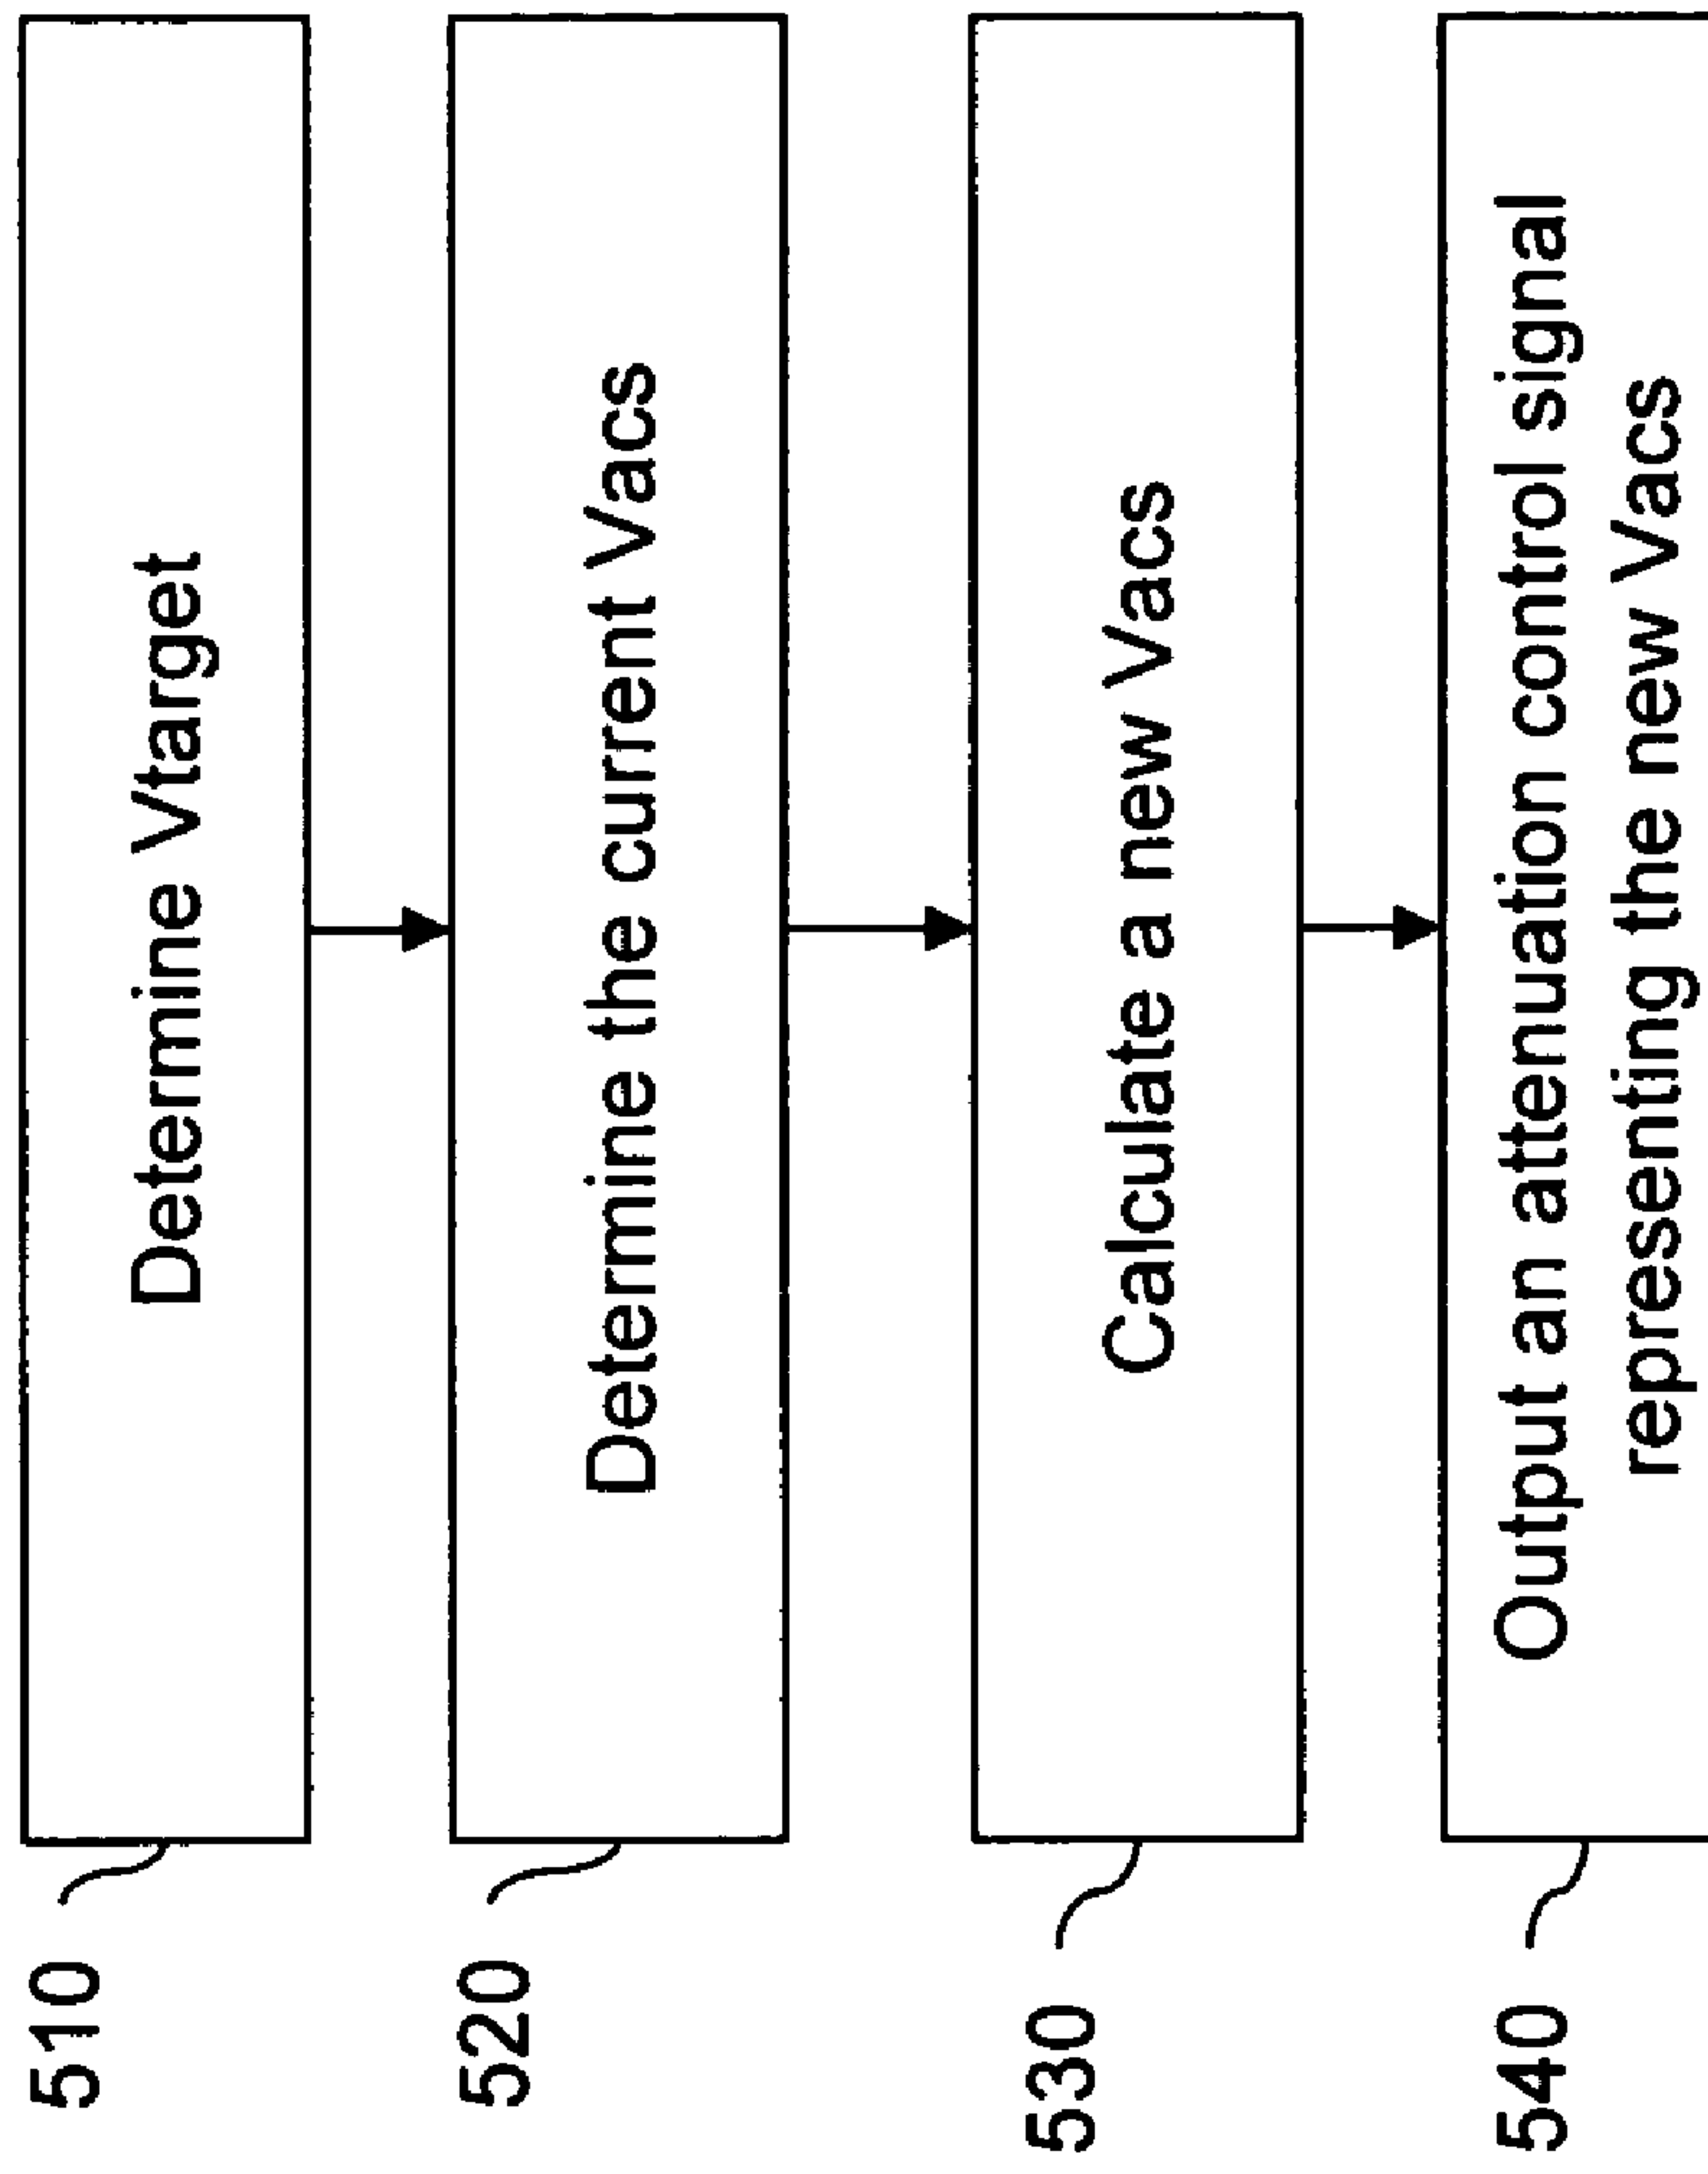 510
Determine Vtarget
520
Determine the current Vacs
530
Calculate a new Vacs
540
Output an attenuation control signal
representing the new Vacs